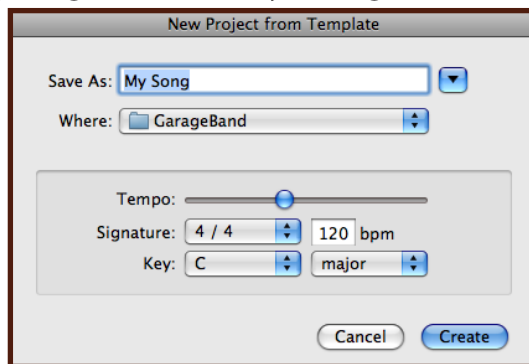 New Project from Template
Save As: My Song
Where: GarageBand
Tempo:
Signature: 4 / 4 120 bpm
Key: C major
Cancel Create